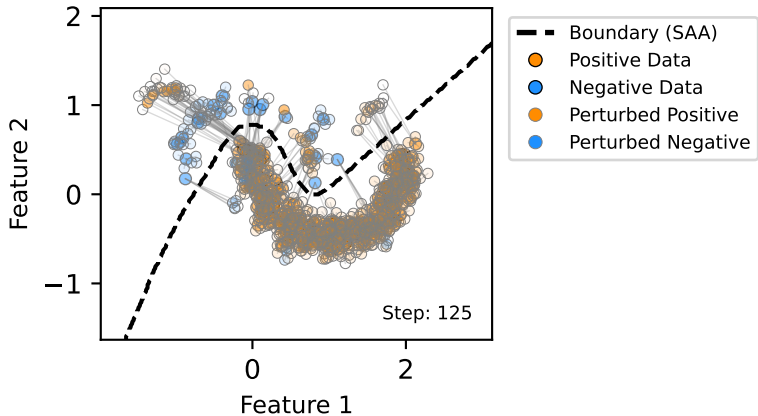 2
1
0
−1
Feature 2
0
2
Feature 1
Step: 125
Boundary (SAA)
Positive Data
Negative Data
Perturbed Positive
Perturbed Negative